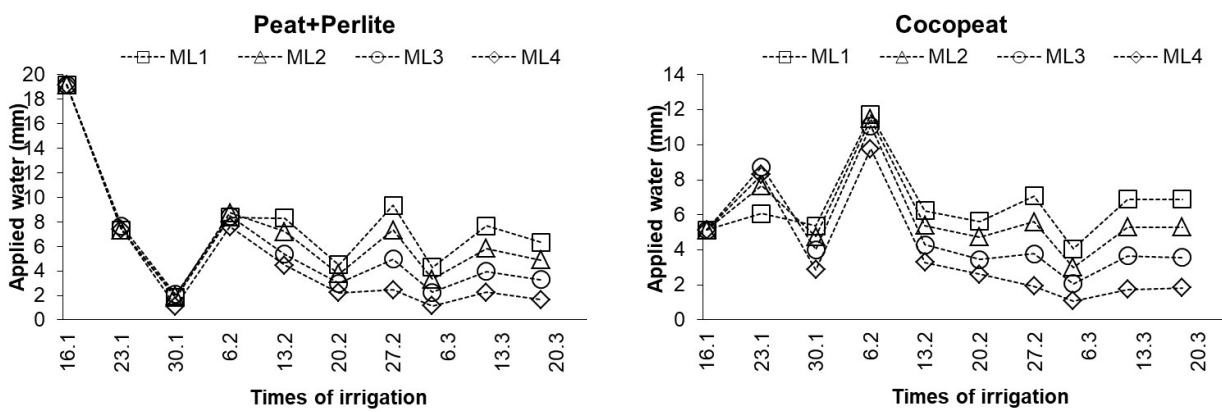 Peat+Perlite
ML1 ML2 ML3 ML4
Applied water (mm)
20
18
16
14
12
10
8
6
4
2
0
16.1 23.1 30.1 6.2 13.2 20.2 27.2 6.3 13.3 20.3
Times of irrigation
Cocopeat
ML1 ML2 ML3 ML4
Applied water (mm)
14
12
10
8
6
4
2
0
16.1 23.1 30.1 6.2 13.2 20.2 27.2 6.3 13.3 20.3
Times of irrigation